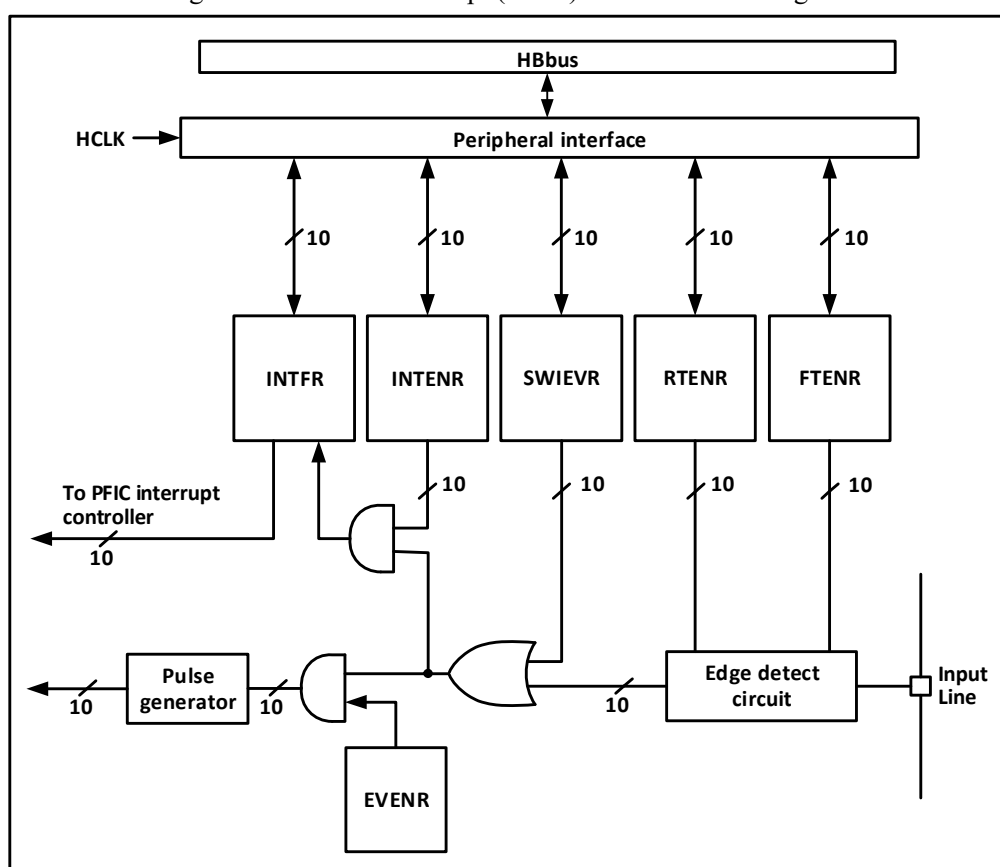 HBbus
HCLK
Peripheral interface
10 10 10 10 10
INTFR INTENR SWIEVR RTENR FTENR
10 10 10 10
To PFIC interrupt
controller
10
Pulse
generator
10
10
10
Edge detect
circuit
Input
Line
EVENR